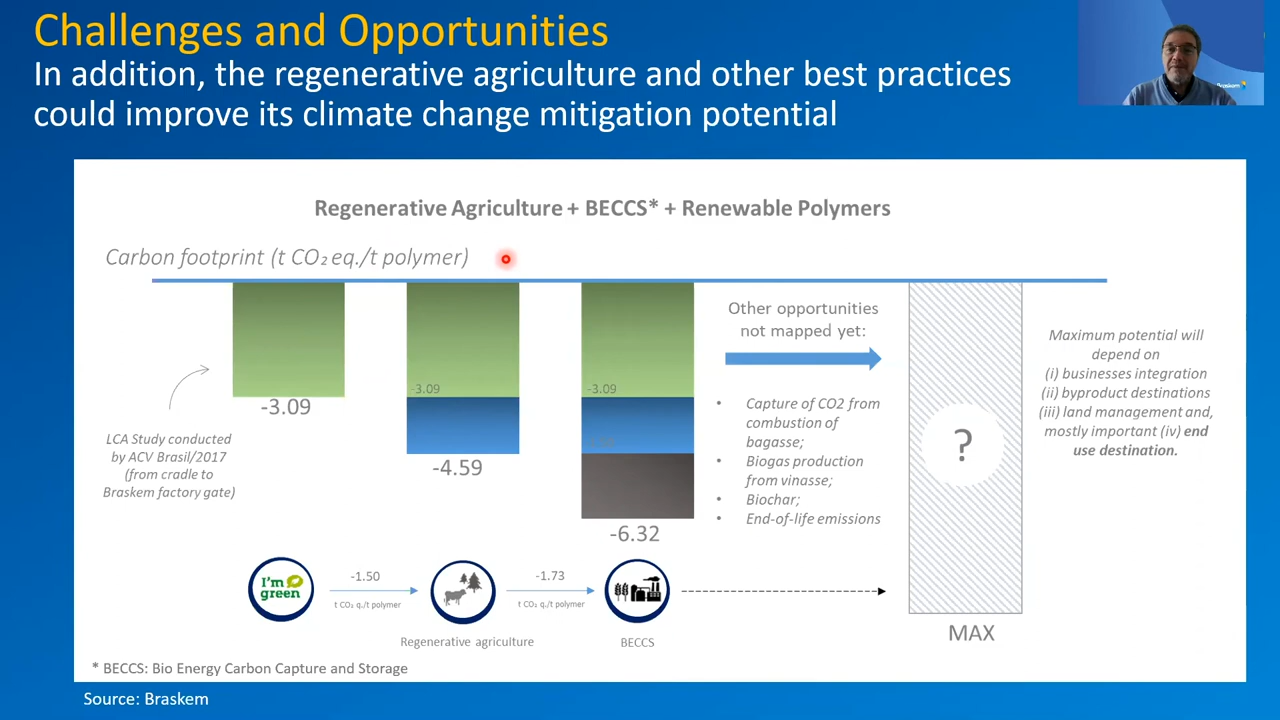 Challenges and Opportunities
In addition, the regenerative agriculture and other best practices
could improve its climate change mitigation potential
Braskem
Regenerative Agriculture + BECCS* + Renewable Polymers
Carbon footprint (t CO₂ eq./t polymer)
-3.09
LCA Study conducted
by ACV Brasil/2017
(from cradle to
Braskem factory gate)
-3.09
-4.59
-3.09
-6.32
Other opportunities
not mapped yet:
• Capture of CO2 from
combustion of
bagasse;
• Biogas production
from vinasse;
• Biochar;
• End-of-life emissions
?
MAX
Maximum potential will
depend on
(i) businesses integration
(ii) byproduct destinations
(iii) land management and,
mostly important (iv) end
use destination.
I'm
green
-1.50
t CO₂ q./t polymer
Regenerative agriculture
-1.73
t CO₂ q./t polymer
BECCS
* BECCS: Bio Energy Carbon Capture and Storage
Source: Braskem